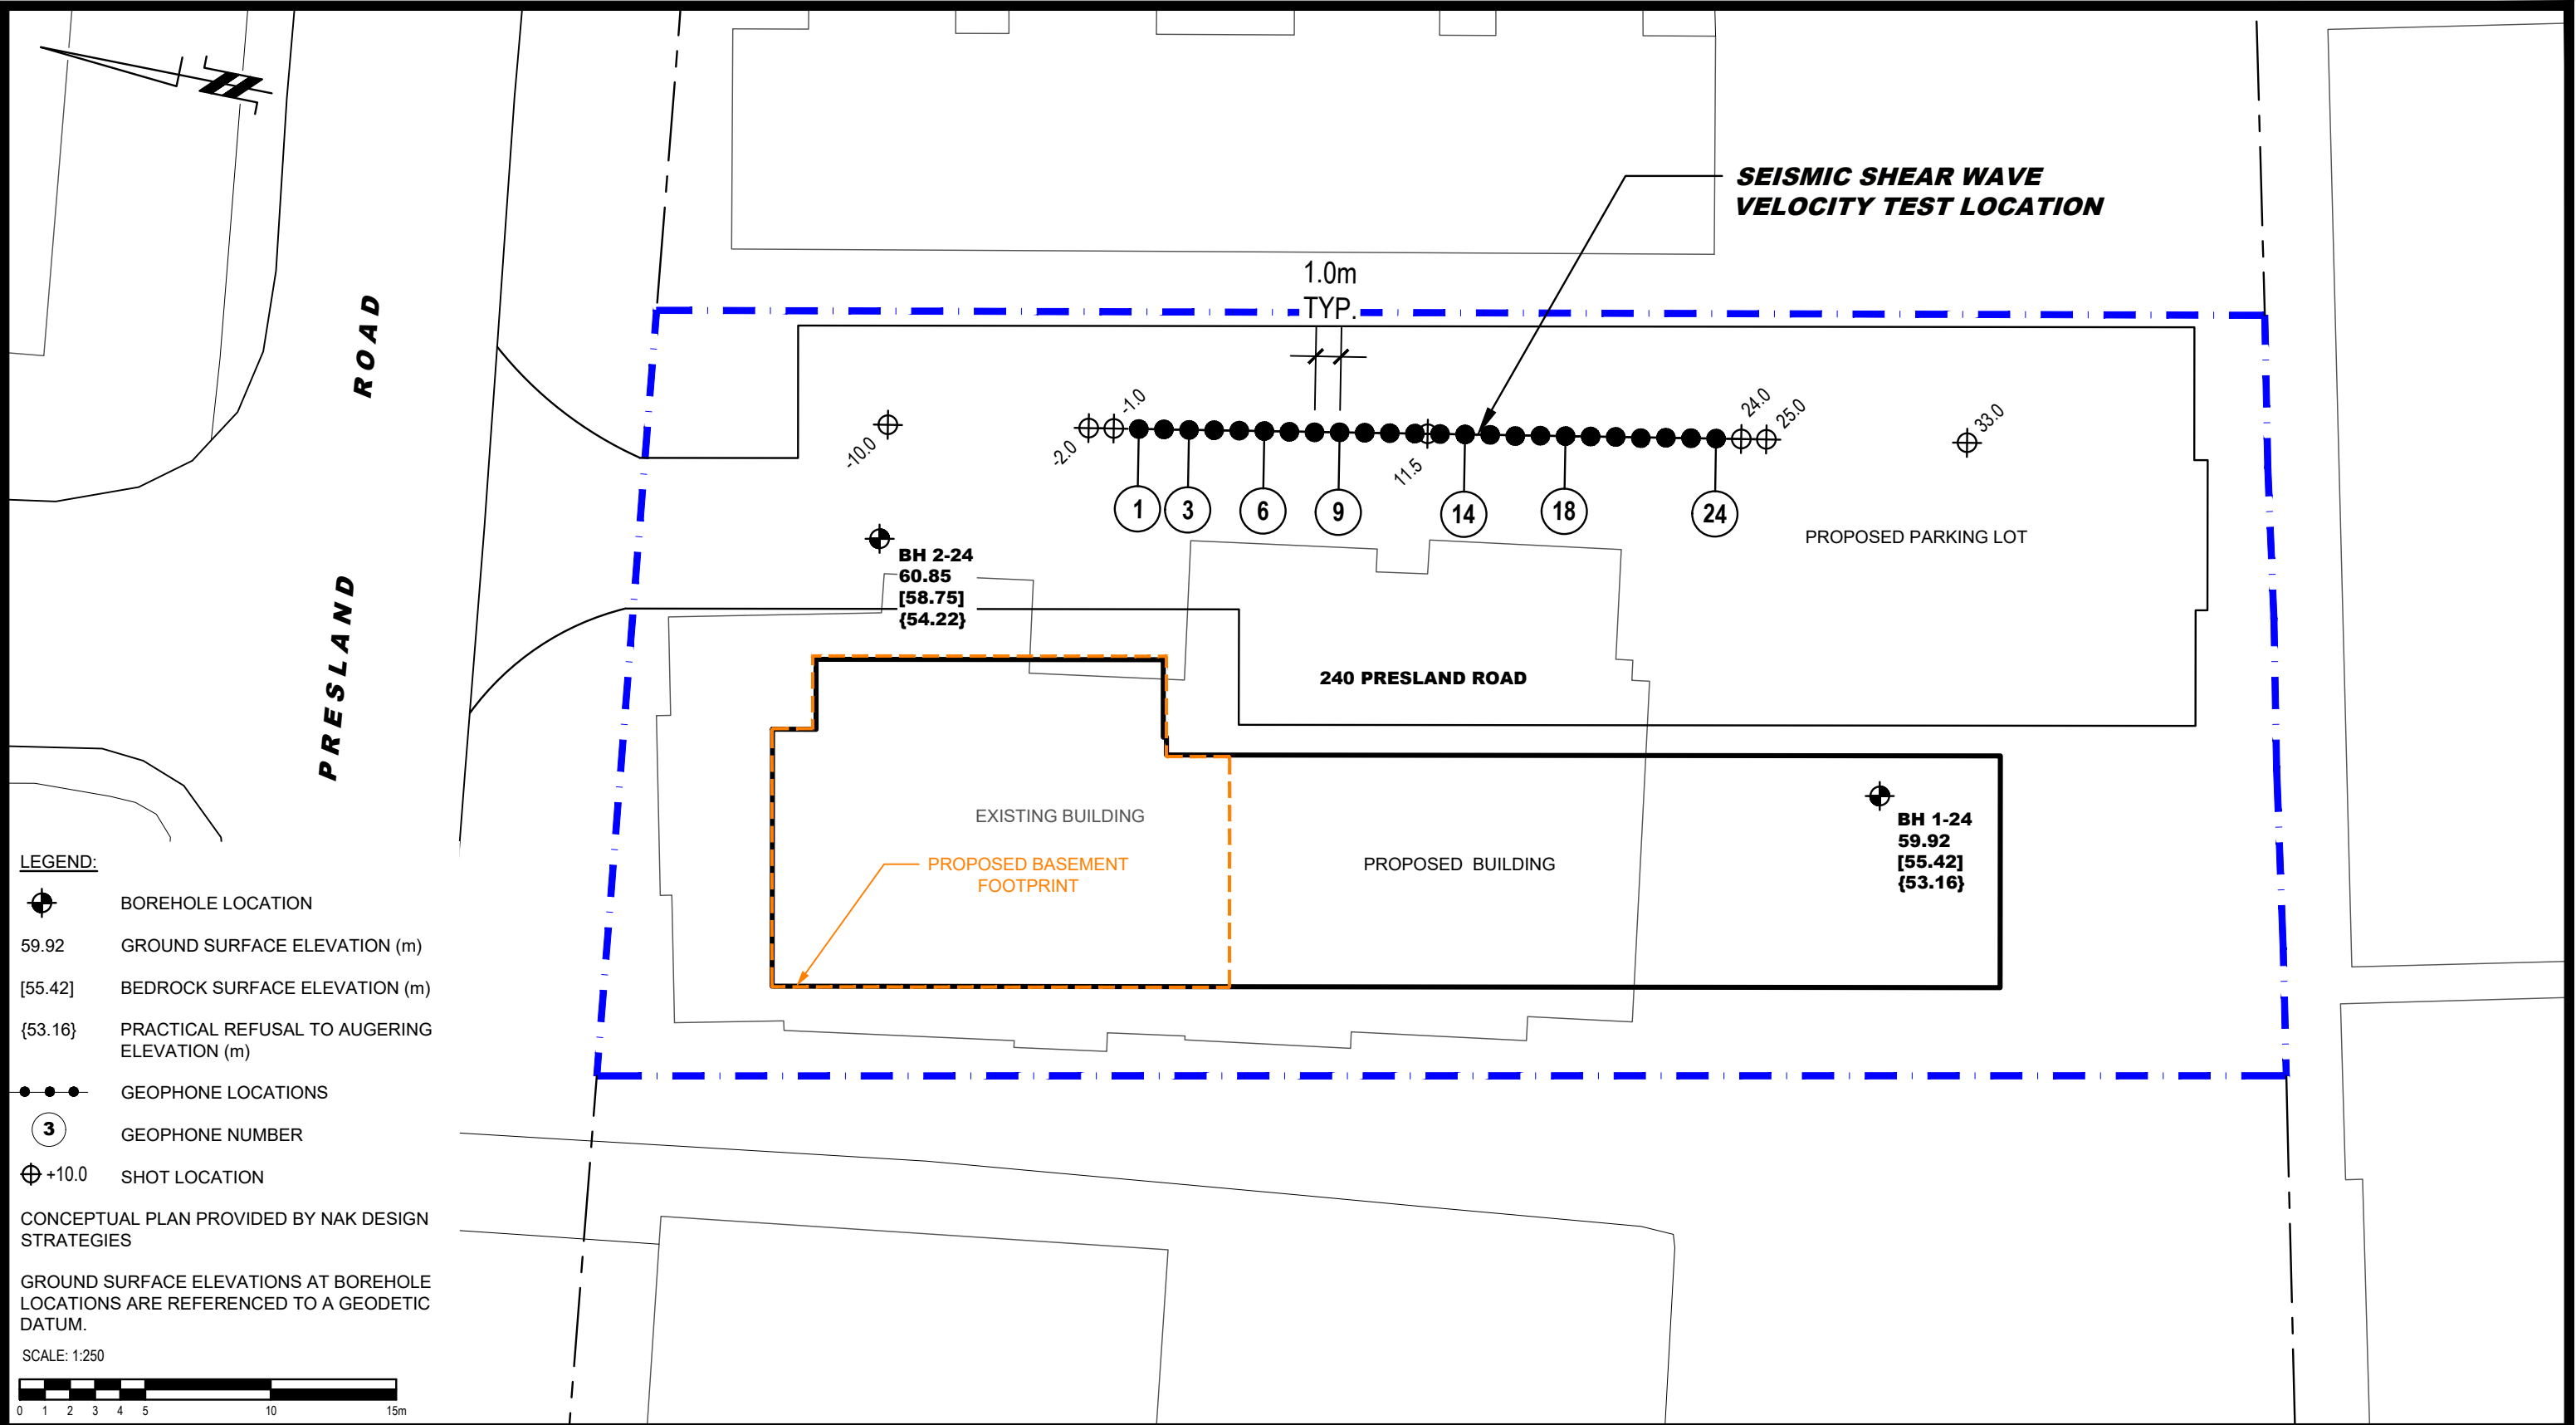 SEISMIC SHEAR WAVE
VELOCITY TEST LOCATION
1.0m
TYP.
PRESLAND ROAD
-10.0
-2.0
-1.0
11.5
24.0
25.0
33.0
1
3
6
9
14
18
24
PROPOSED PARKING LOT
BH 2-24
60.85
[58.75]
{54.22}
240 PRESLAND ROAD
EXISTING BUILDING
PROPOSED BASEMENT
FOOTPRINT
PROPOSED BUILDING
BH 1-24
59.92
[55.42]
{53.16}
LEGEND:
BOREHOLE LOCATION
59.92 GROUND SURFACE ELEVATION (m)
[55.42] BEDROCK SURFACE ELEVATION (m)
{53.16} PRACTICAL REFUSAL TO AUGERING
ELEVATION (m)
GEOPHONE LOCATIONS
3 GEOPHONE NUMBER
+10.0 SHOT LOCATION
CONCEPTUAL PLAN PROVIDED BY NAK DESIGN
STRATEGIES
GROUND SURFACE ELEVATIONS AT BOREHOLE
LOCATIONS ARE REFERENCED TO A GEODETIC
DATUM.
SCALE: 1:250
0 1 2 3 4 5 10 15m